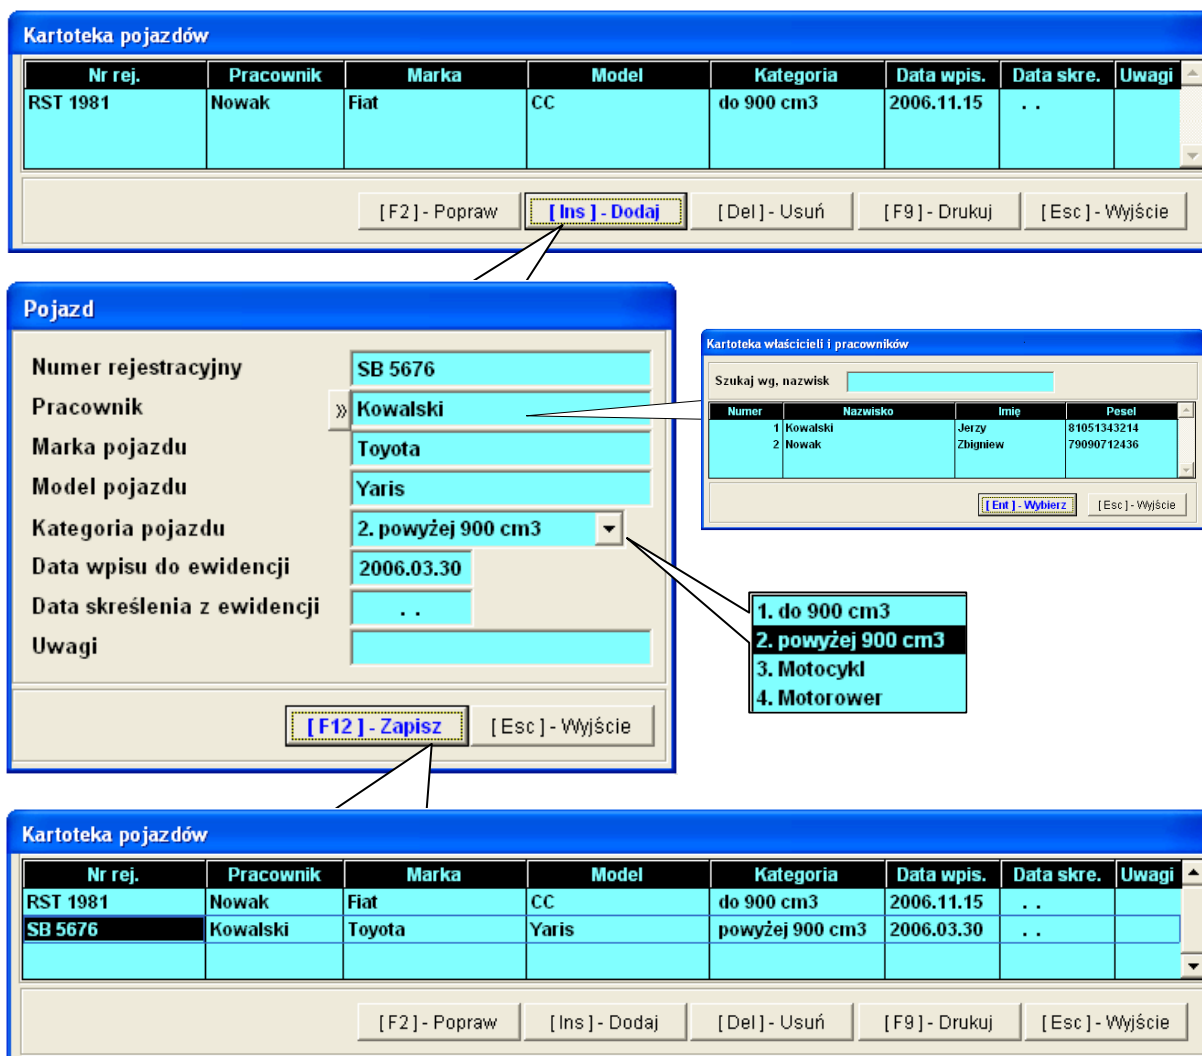 Kartoteka pojazdów
Nr rej. Pracownik Marka Model Kategoria Data wpis. Data skre. Uwagi
RST 1981 Nowak Fiat CC do 900 cm3 2006.11.15 . .
[ F2 ] - Popraw [ Ins ] - Dodaj [ Del ] - Usuń [ F9 ] - Drukuj [ Esc ] - Wyjście
Pojazd
Numer rejestracyjny SB 5676
Pracownik » Kowalski
Marka pojazdu Toyota
Model pojazdu Yaris
Kategoria pojazdu 2. powyżej 900 cm3
Data wpisu do ewidencji 2006.03.30
Data skreślenia z ewidencji . .
Uwagi
[ F12 ] - Zapisz [ Esc ] - Wyjście
Kartoteka właścicieli i pracowników
Szukaj wg, nazwisk
Numer Nazwisko Imię Pesel
1 Kowalski Jerzy 81051343214
2 Nowak Zbigniew 79090712436
[ Ent ] - Wybierz [ Esc ] - Wyjście
1. do 900 cm3
2. powyżej 900 cm3
3. Motocykl
4. Motorower
Kartoteka pojazdów
Nr rej. Pracownik Marka Model Kategoria Data wpis. Data skre. Uwagi
RST 1981 Nowak Fiat CC do 900 cm3 2006.11.15 . .
SB 5676 Kowalski Toyota Yaris powyżej 900 cm3 2006.03.30 . .
[ F2 ] - Popraw [ Ins ] - Dodaj [ Del ] - Usuń [ F9 ] - Drukuj [ Esc ] - Wyjście